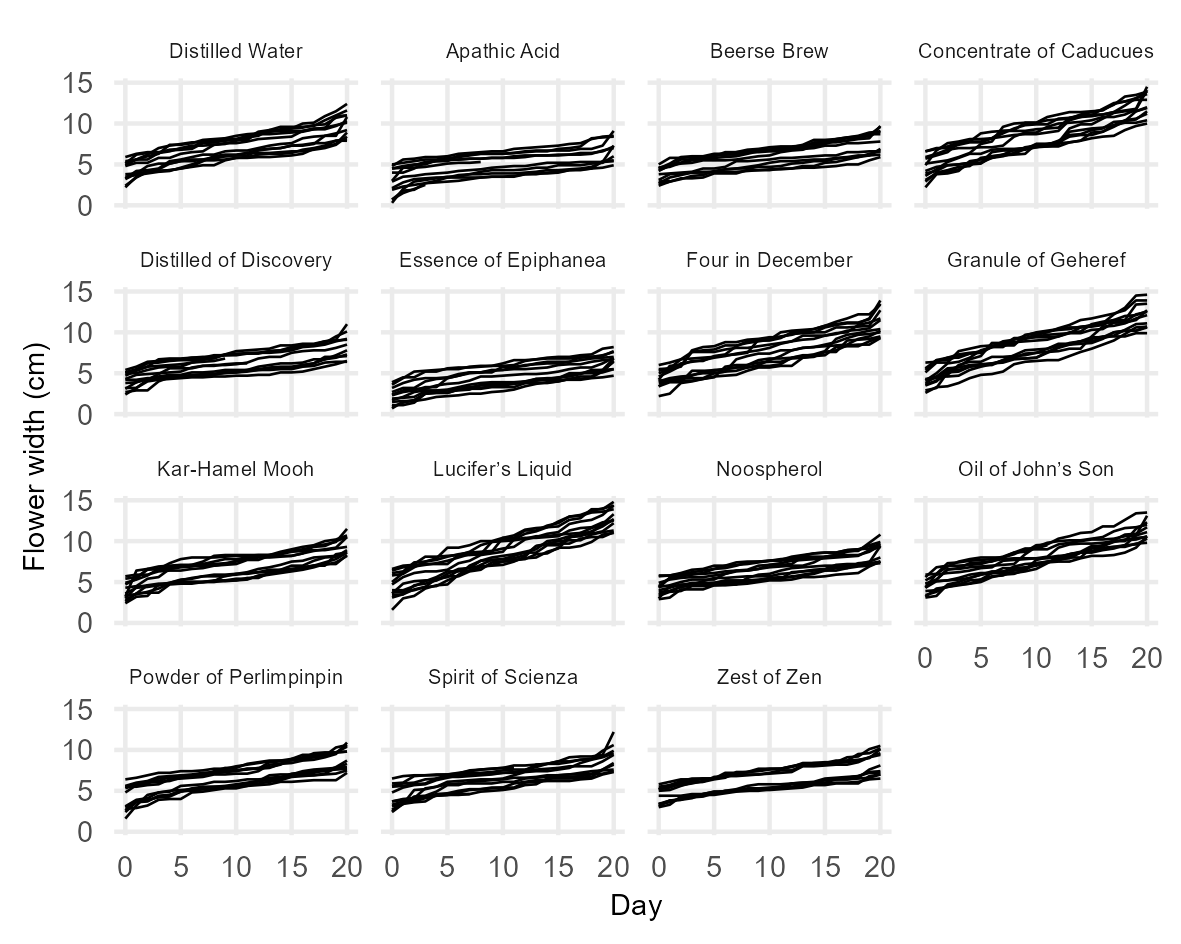 Distilled Water Apathic Acid Beerse Brew Concentrate of Caducues
15
10
5
0
Distilled of Discovery Essence of Epiphanea Four in December Granule of Geheref
15
10
5
0
Flower width (cm)
Kar-Hamel Mooh Lucifer’s Liquid Noospherol Oil of John’s Son
15
10
5
0
0 5 10 15 20
Powder of Perlimpinpin Spirit of Scienza Zest of Zen
15
10
5
0
0 5 10 15 20 0 5 10 15 20 0 5 10 15 20
Day